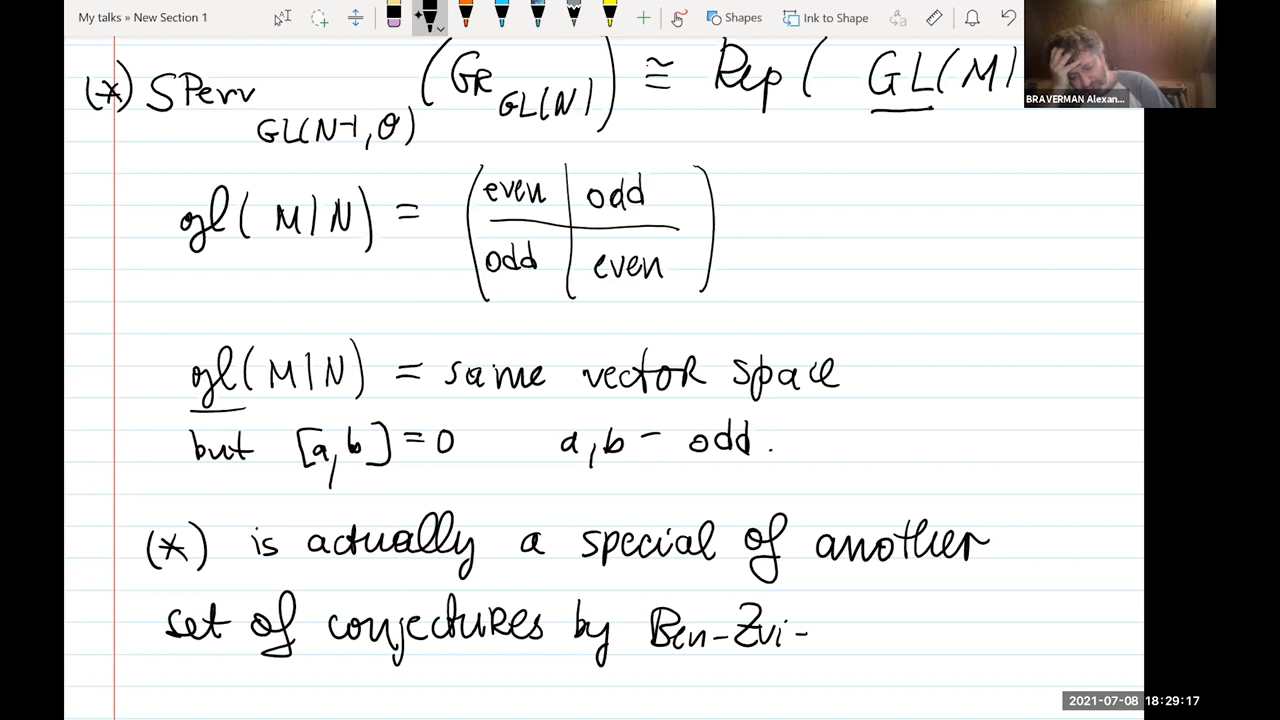 My talks » New Section 1
Shapes
Ink to Shape
(*) SPerv GL(N-1, O) (Gr GL(N)) ≅ Rep( GL(M|
BRAVERMAN Alexan...
gl(M|N) = ( even | odd
odd | even )
gl(M|N) = same vector space
but [a,b] = 0 a,b - odd.
(*) is actually a special of another
set of conjectures by Ben-Zvi-
2021-07-08 18:29:17